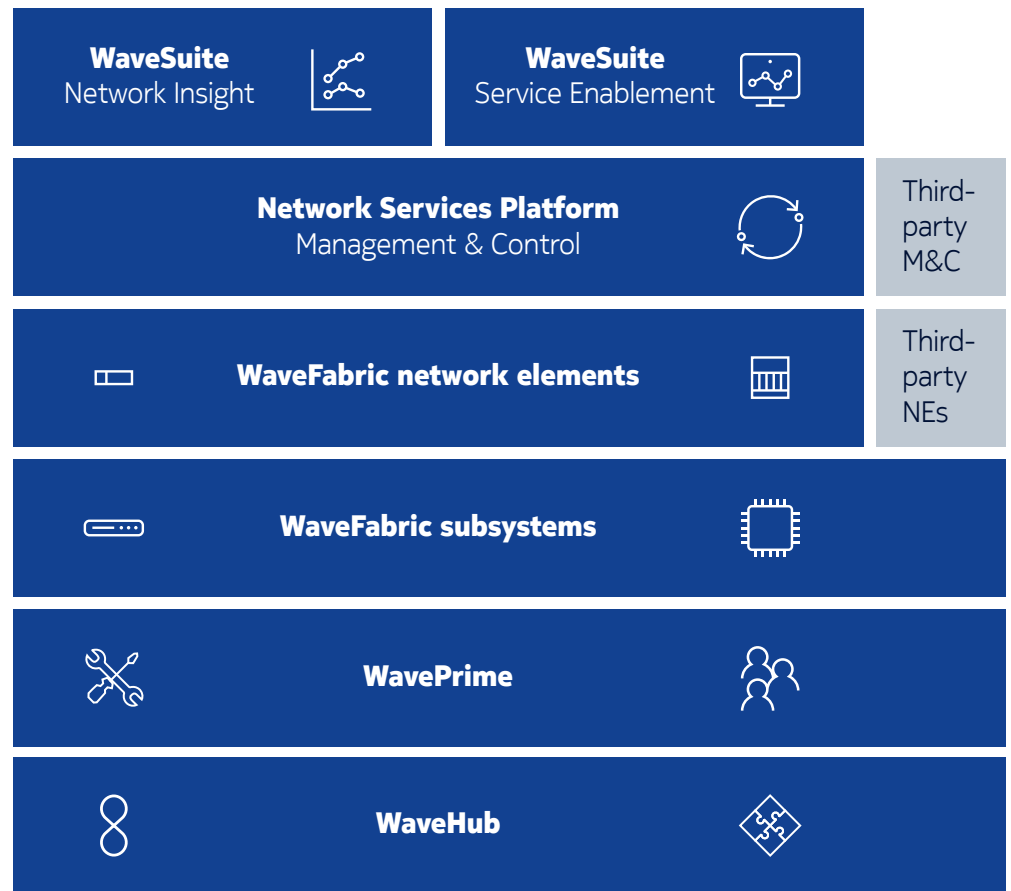 WaveSuite
Network Insight
WaveSuite
Service Enablement
Network Services Platform
Management & Control
Third-
party
M&C
WaveFabric network elements
Third-
party
NEs
WaveFabric subsystems
WavePrime
WaveHub